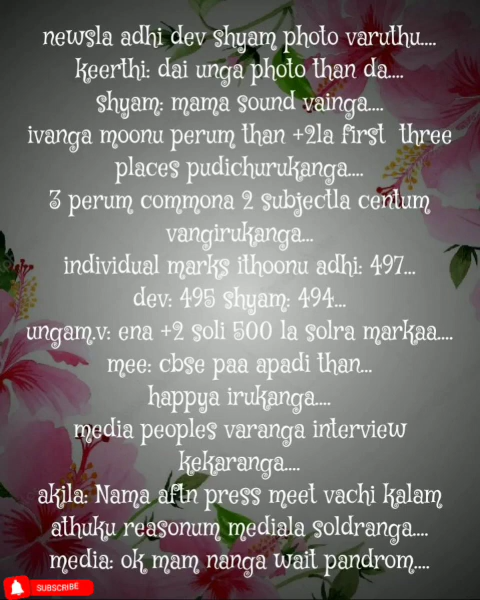 newsla adhi dev shyam photo varuthu....
keerthi: dai unga photo than da....
shyam: mama sound vainga....
ivanga moonu perum than +2la first three
places pudichurukanga....
3 perum commona 2 subjectla centum
vangirukanga...
individual marks ithoonu adhi: 497...
dev: 495 shyam: 494...
ungam.v: ena +2 soli 500 la solra markaa....
mee: cbse paa apadi than...
happya irukanga....
media peoples varanga interview
kekaranga....
akila: Nama aftn press meet vachi kalam
athuku reasonum mediala soldranga....
media: ok mam nanga wait pandrom....
SUBSCRIBE